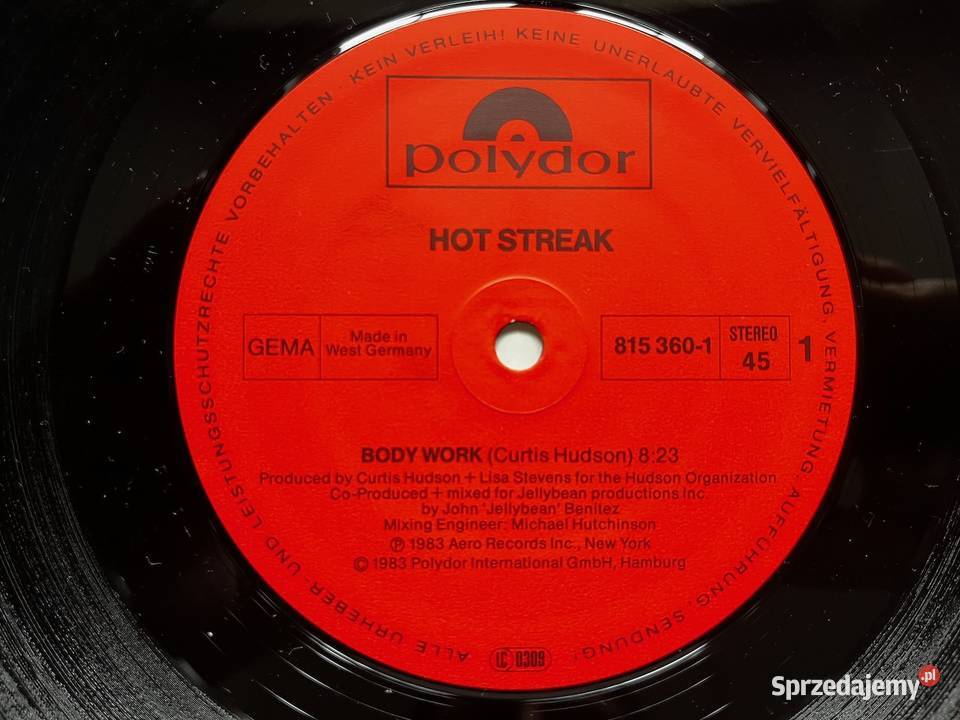 ALLE URHEBER- UND LEISTUNGSSCHUTZRECHTE VORBEHALTEN · KEIN VERLEIH! KEINE UNERLAUBTE VERVIELFÄLTIGUNG, VERMIETUNG, AUFFÜHRUNG, SENDUNG!
polydor
HOT STREAK
GEMA
Made in
West Germany
815 360-1
STEREO
45
1
BODY WORK (Curtis Hudson) 8:23
Produced by Curtis Hudson + Lisa Stevens for the Hudson Organization
Co-Produced + mixed for Jellybean productions Inc.
by John 'Jellybean' Benitez
Mixing Engineer: Michael Hutchinson
Ⓟ 1983 Aero Records Inc., New York
© 1983 Polydor International GmbH, Hamburg
LC 0309
Sprzedajemy.pl